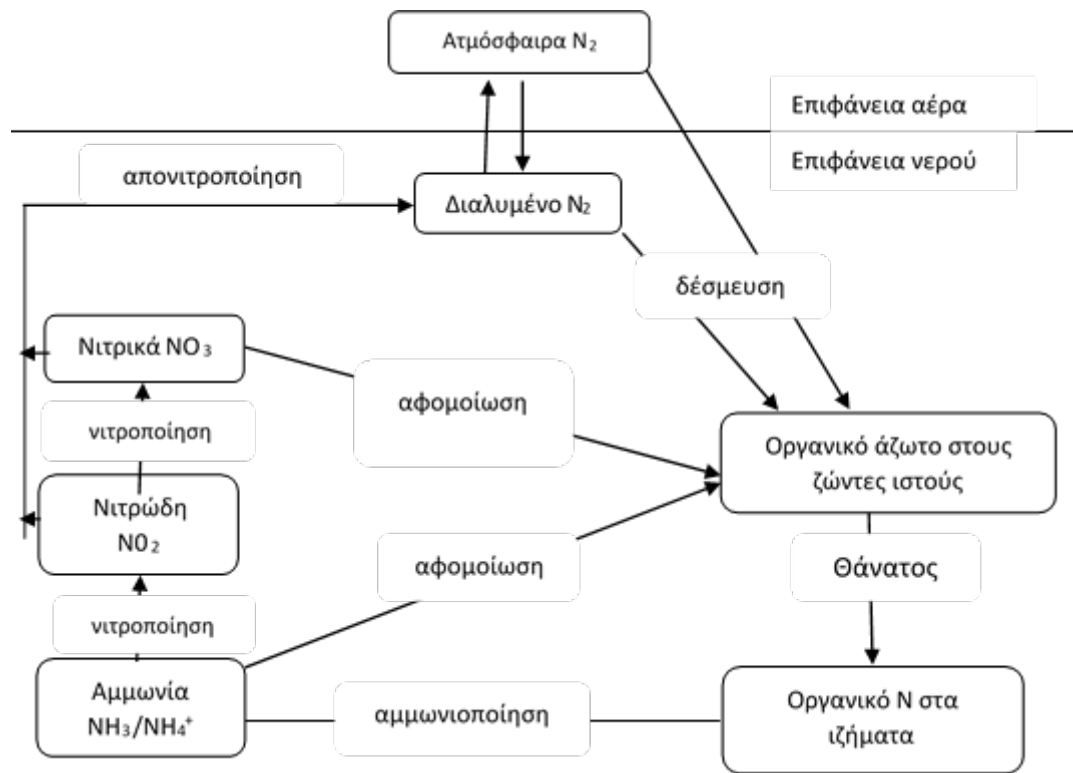 Ατμόσφαιρα N₂
Επιφάνεια αέρα
Επιφάνεια νερού
απονιτροποίηση
Διαλυμένο N₂
δέσμευση
Νιτρικά NO₃
αφομοίωση
νιτροποίηση
Οργανικό άζωτο στους
ζώντες ιστούς
Νιτρώδη
N0₂
αφομοίωση
Θάνατος
νιτροποίηση
Αμμωνία
NH₃/NH₄⁺
αμμωνιοποίηση
Οργανικό Ν στα
ιζήματα